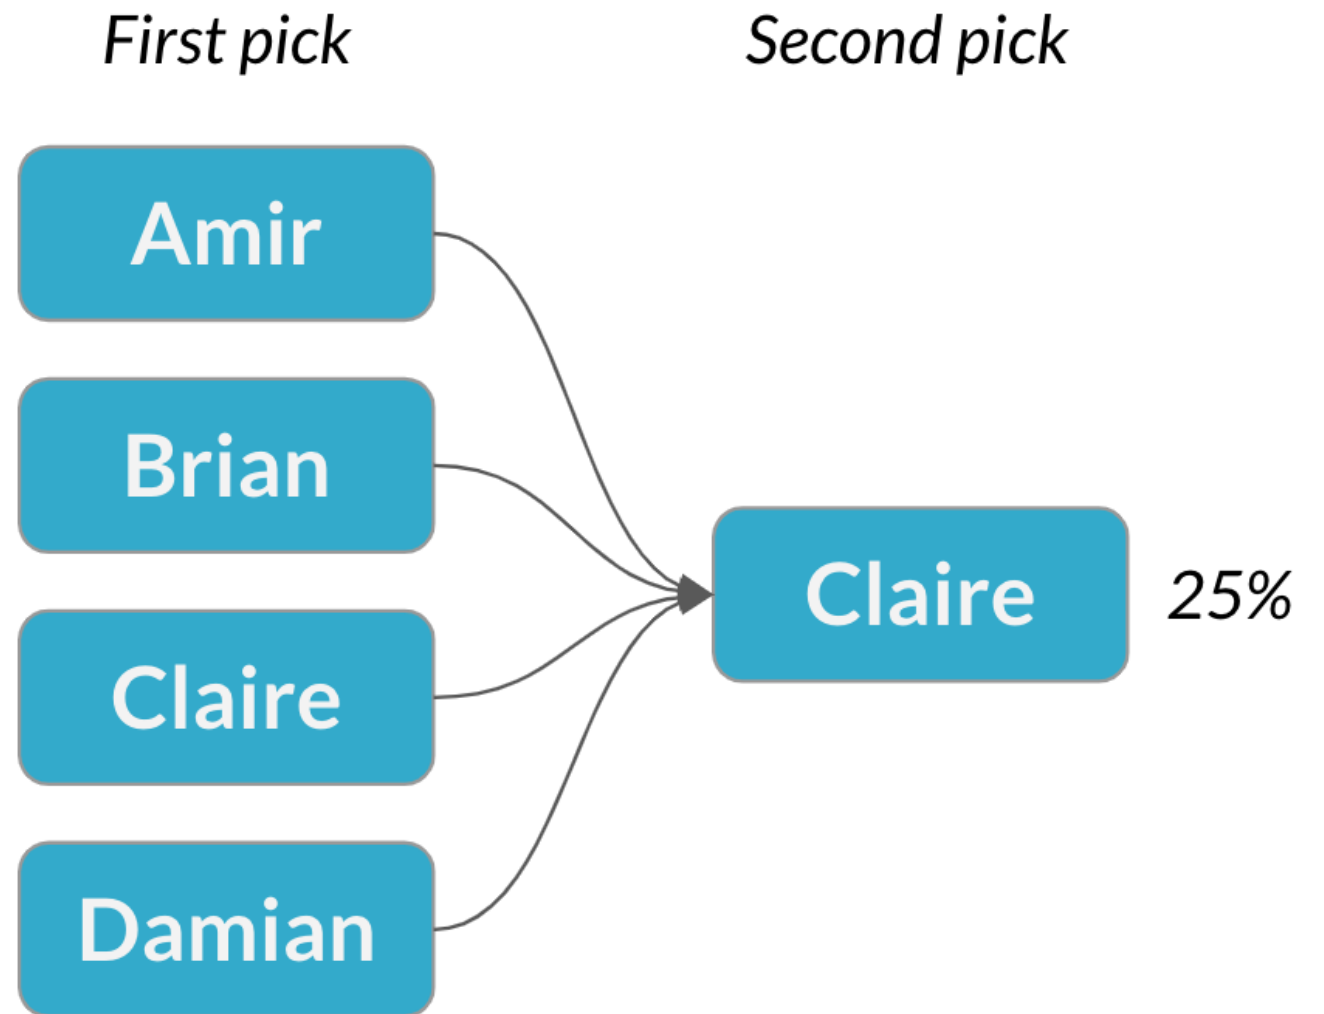 First pick
Second pick
Amir
Brian
Claire
Damian
Claire
25%